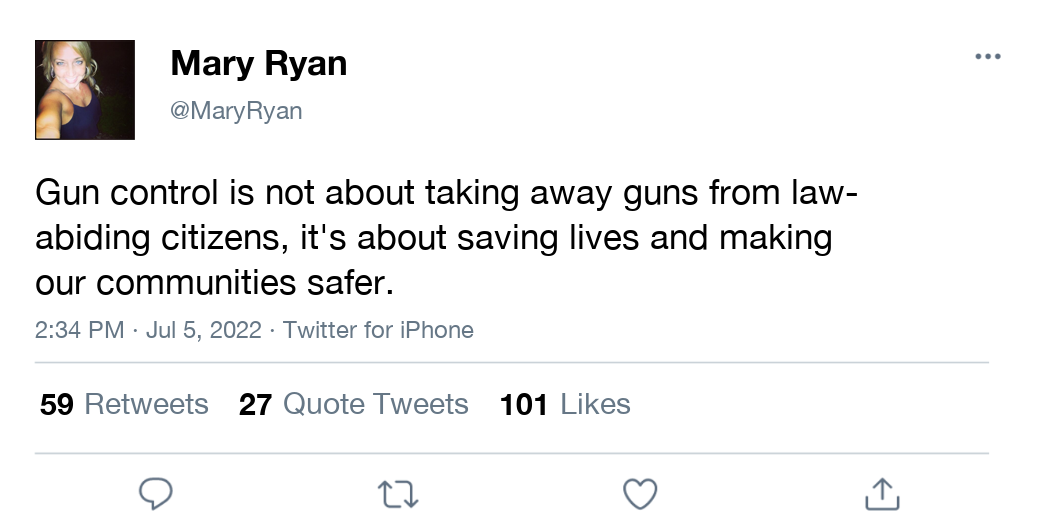 Mary Ryan
@MaryRyan
Gun control is not about taking away guns from law-
abiding citizens, it's about saving lives and making
our communities safer.
2:34 PM · Jul 5, 2022 · Twitter for iPhone
59 Retweets 27 Quote Tweets 101 Likes